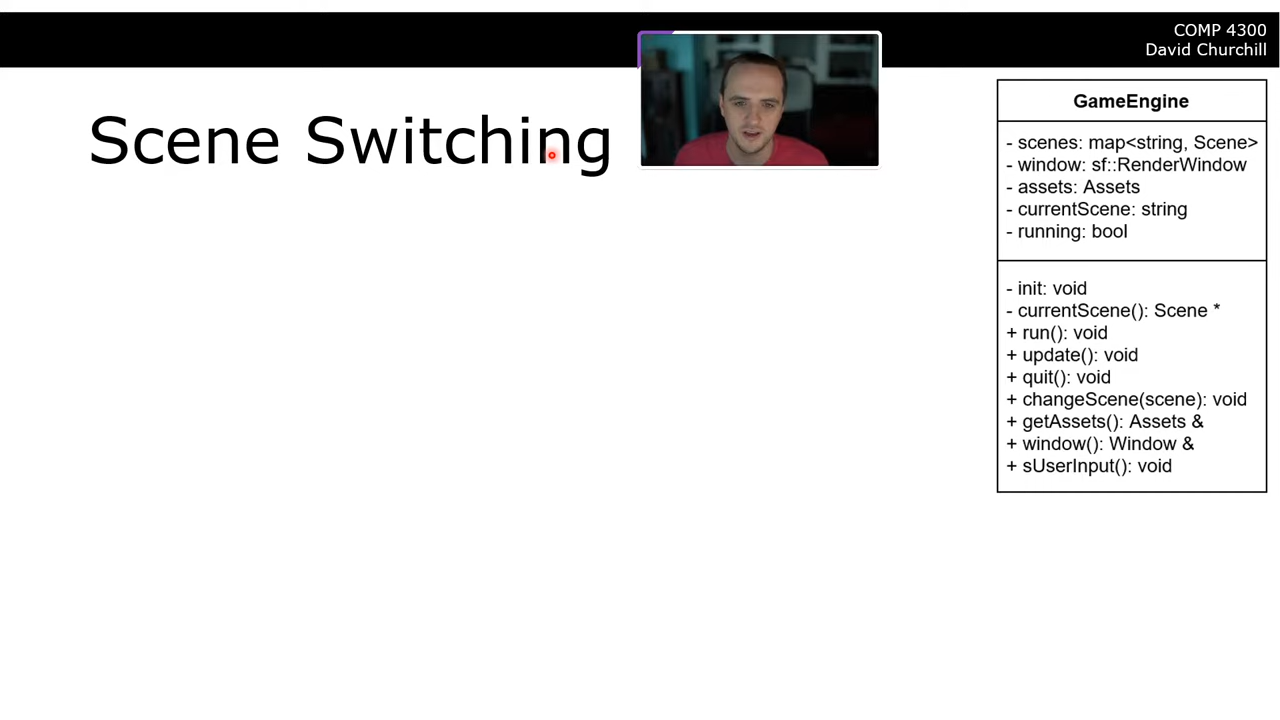 COMP 4300
David Churchill
Scene Switching
GameEngine
- scenes: map<string, Scene>
- window: sf::RenderWindow
- assets: Assets
- currentScene: string
- running: bool
- init: void
- currentScene(): Scene *
+ run(): void
+ update(): void
+ quit(): void
+ changeScene(scene): void
+ getAssets(): Assets &
+ window(): Window &
+ sUserInput(): void